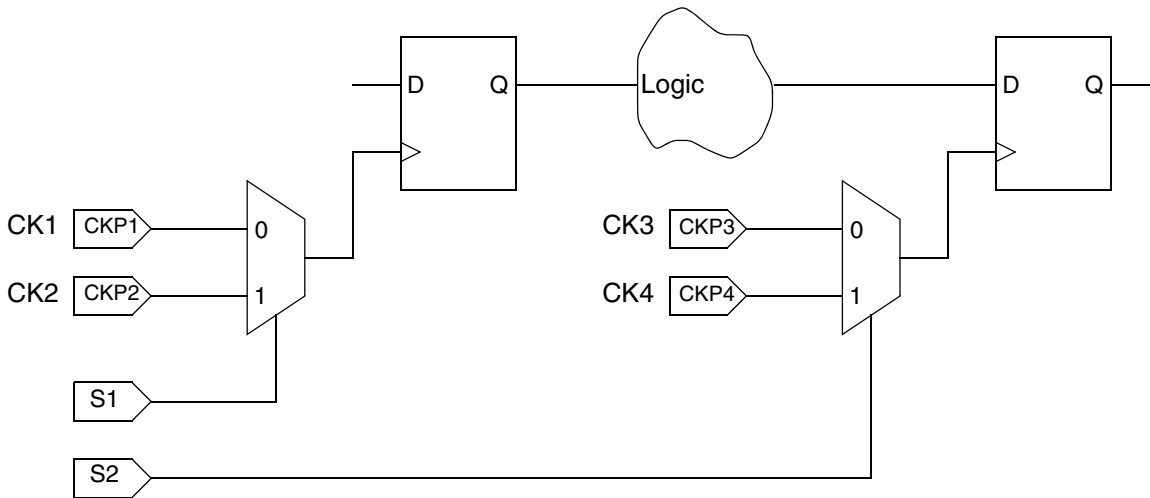 D Q Logic D Q
CK1 CKP1 0 CK3 CKP3 0
CK2 CKP2 1 CK4 CKP4 1
S1
S2